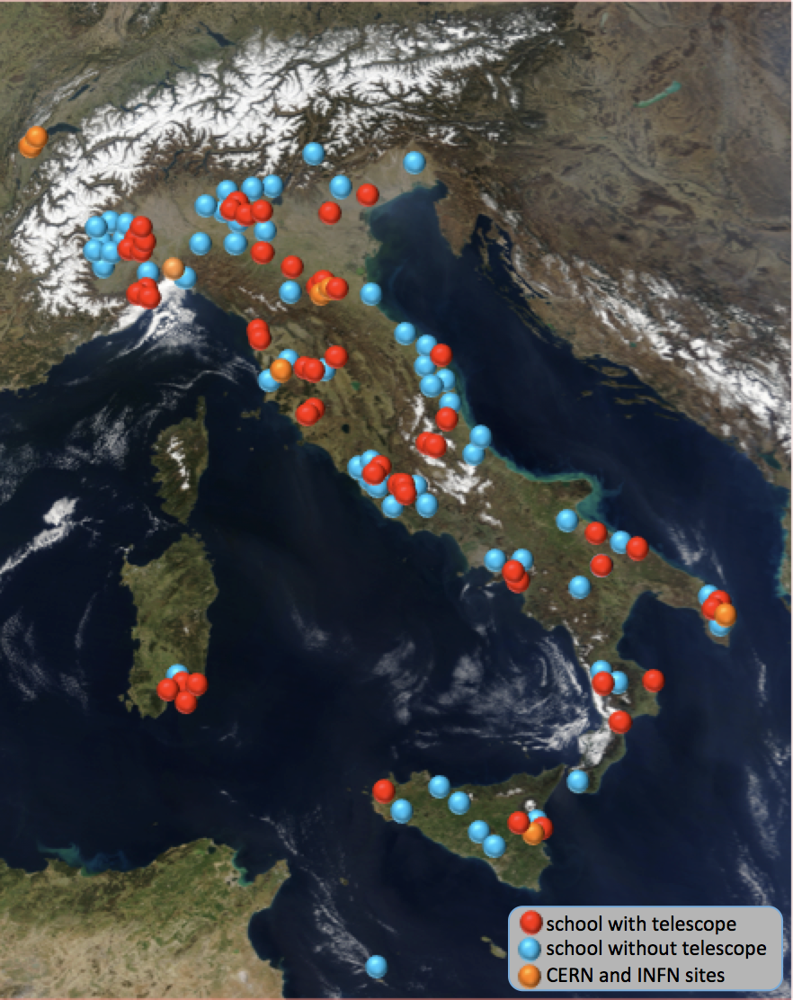 school with telescope
school without telescope
CERN and INFN sites